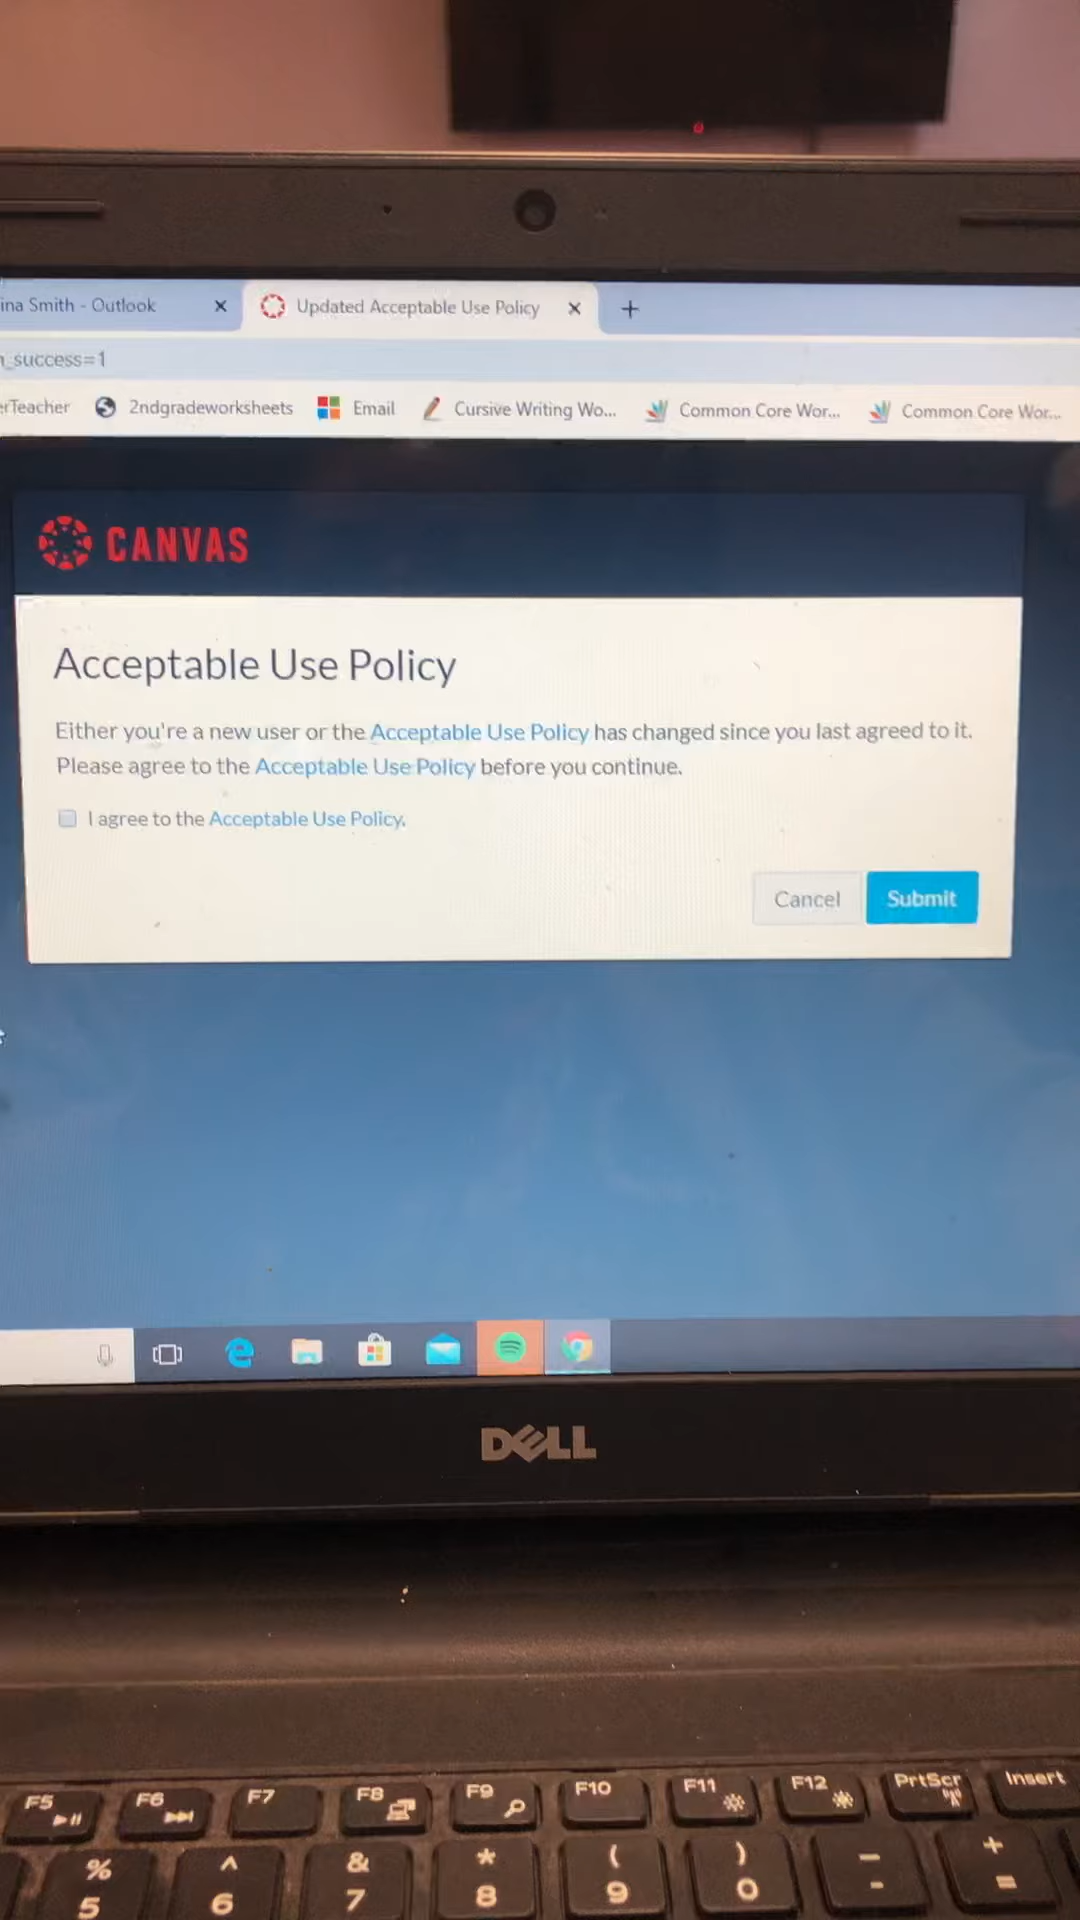 ina Smith - Outlook
Updated Acceptable Use Policy
_success=1
erTeacher
2ndgradeworksheets
Email
Cursive Writing Wo...
Common Core Wor...
Common Core Wor...
CANVAS
Acceptable Use Policy
Either you're a new user or the Acceptable Use Policy has changed since you last agreed to it.
Please agree to the Acceptable Use Policy before you continue.
I agree to the Acceptable Use Policy.
Cancel Submit
DELL
F5 F6 F7 F8 F9 F10 F11 F12 PrtScr Insert
% ^ & * ( ) _ +
5 6 7 8 9 0 - =